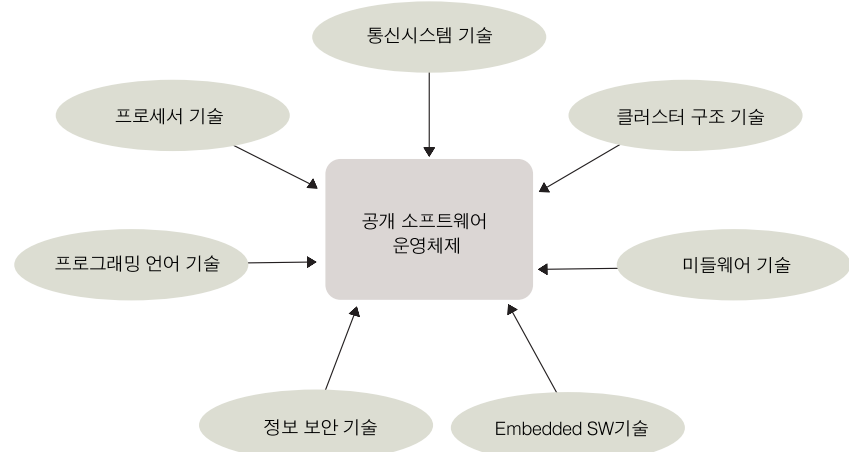 통신시스템 기술
프로세서 기술
클러스터 구조 기술
공개 소프트웨어
운영체제
프로그래밍 언어 기술
미들웨어 기술
정보 보안 기술
Embedded SW기술